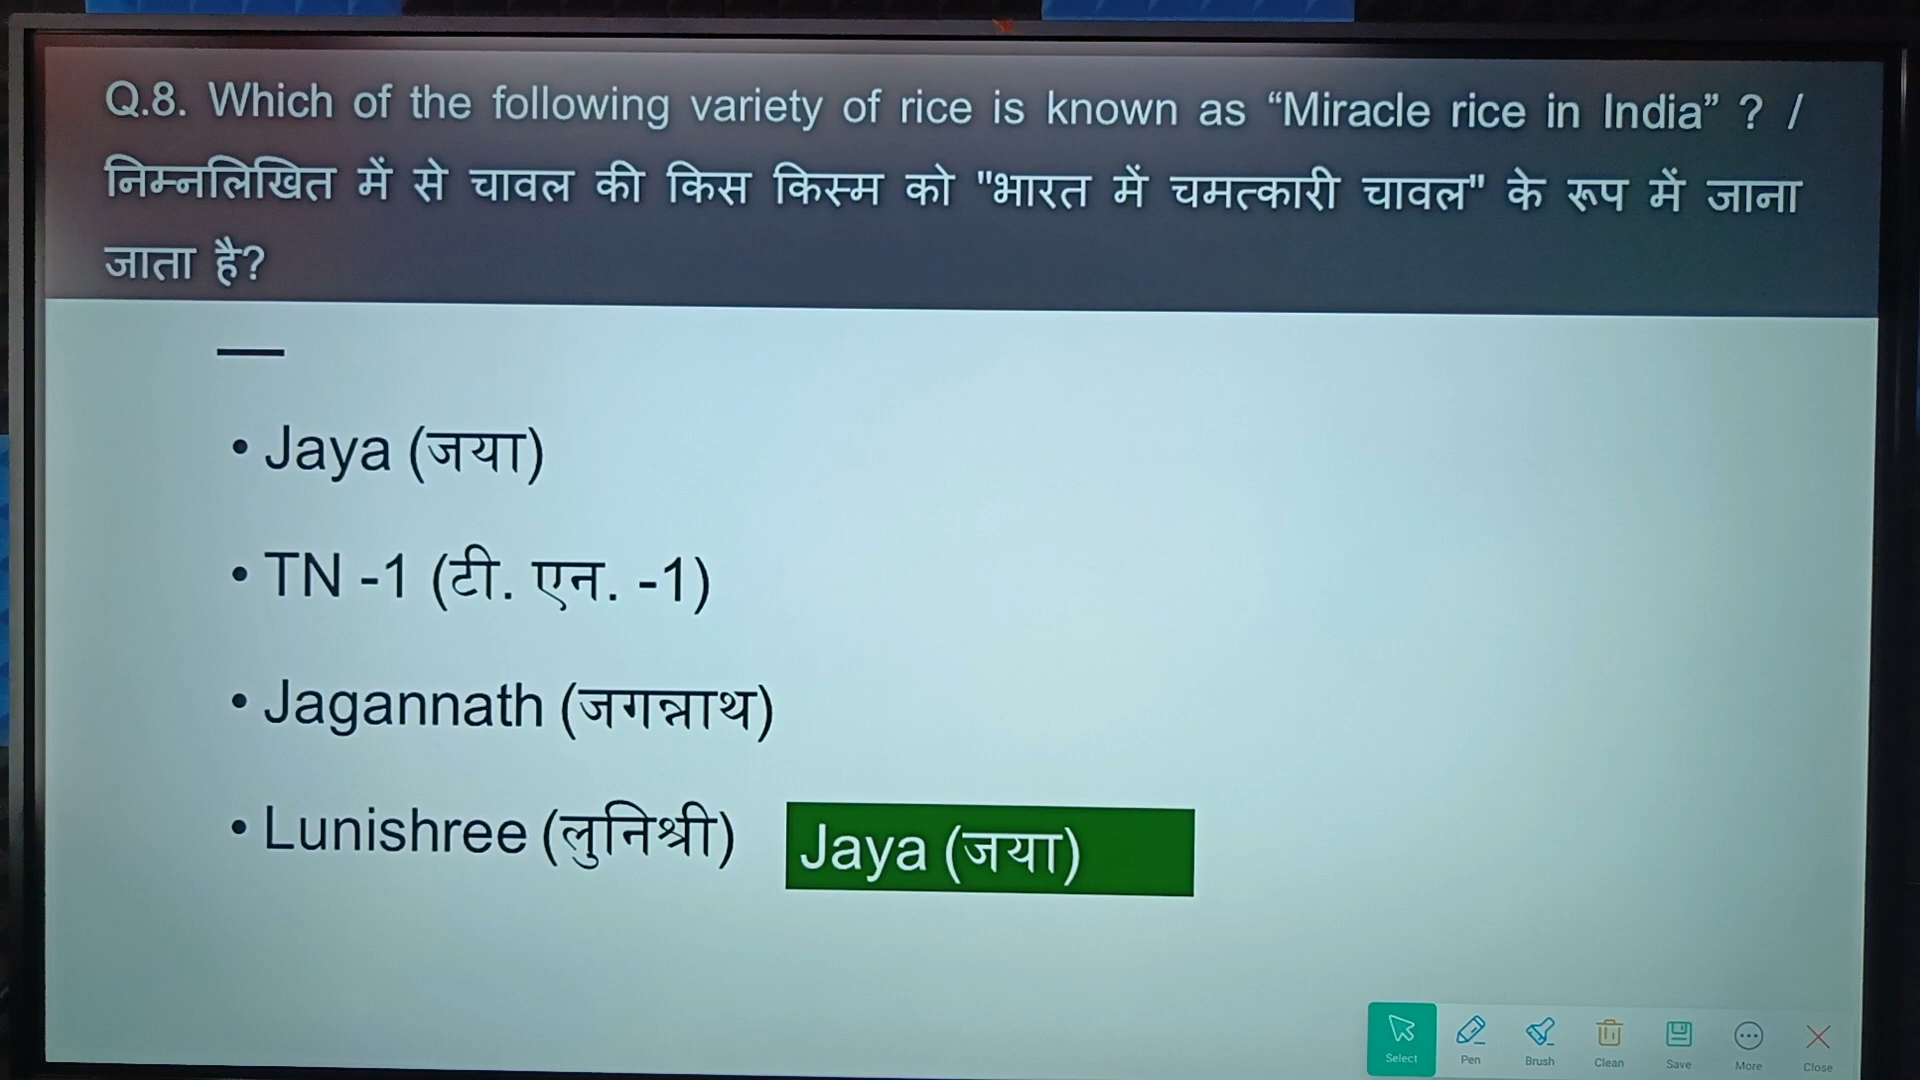 Q.8. Which of the following variety of rice is known as “Miracle rice in India” ? /
निम्नलिखित में से चावल की किस किस्म को "भारत में चमत्कारी चावल" के रूप में जाना
जाता है?
• Jaya (जया)
• TN -1 (टी. एन. -1)
• Jagannath (जगन्नाथ)
• Lunishree (लुनिश्री)
Jaya (जया)
Select Pen Brush Clean Save More Close